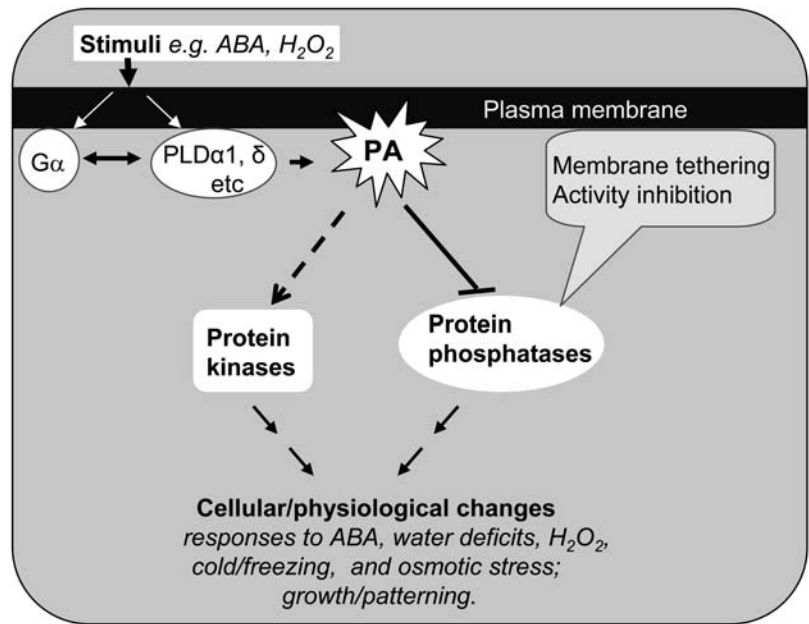 Stimuli e.g. ABA, H₂O₂
Plasma membrane
Gα
PLDα1, δ
etc
PA
Membrane tethering
Activity inhibition
Protein
kinases
Protein
phosphatases
Cellular/physiological changes
responses to ABA, water deficits, H₂O₂,
cold/freezing, and osmotic stress;
growth/patterning.